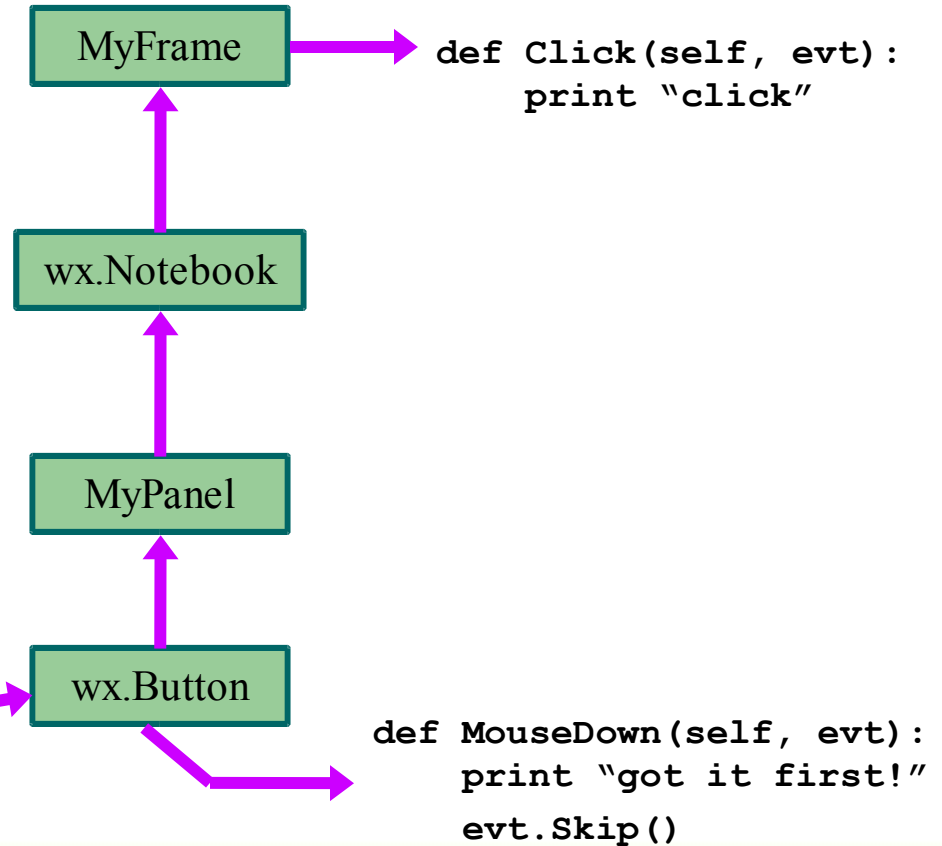 MyFrame
def Click(self, evt):
print “click”
wx.Notebook
MyPanel
wx.Button
def MouseDown(self, evt):
print “got it first!”
evt.Skip()